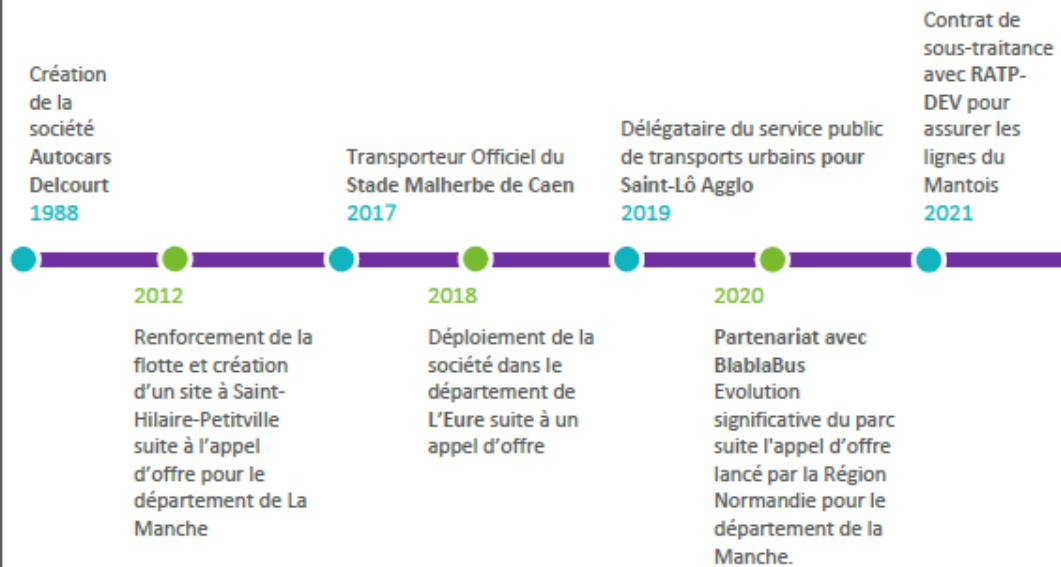 Création
de la
société
Autocars
Delcourt
1988
Transporteur Officiel du
Stade Malherbe de Caen
2017
Délégataire du service public
de transports urbains pour
Saint-Lô Agglo
2019
Contrat de
sous-traitance
avec RATP-
DEV pour
assurer les
lignes du
Mantois
2021
2012
Renforcement de la
flotte et création
d'un site à Saint-
Hilaire-Petitville
suite à l'appel
d'offre pour le
département de La
Manche
2018
Déploiement de la
société dans le
département de
L'Eure suite à un
appel d'offre
2020
Partenariat avec
BlablaBus
Evolution
significative du parc
suite l'appel d'offre
lancé par la Région
Normandie pour le
département de la
Manche.